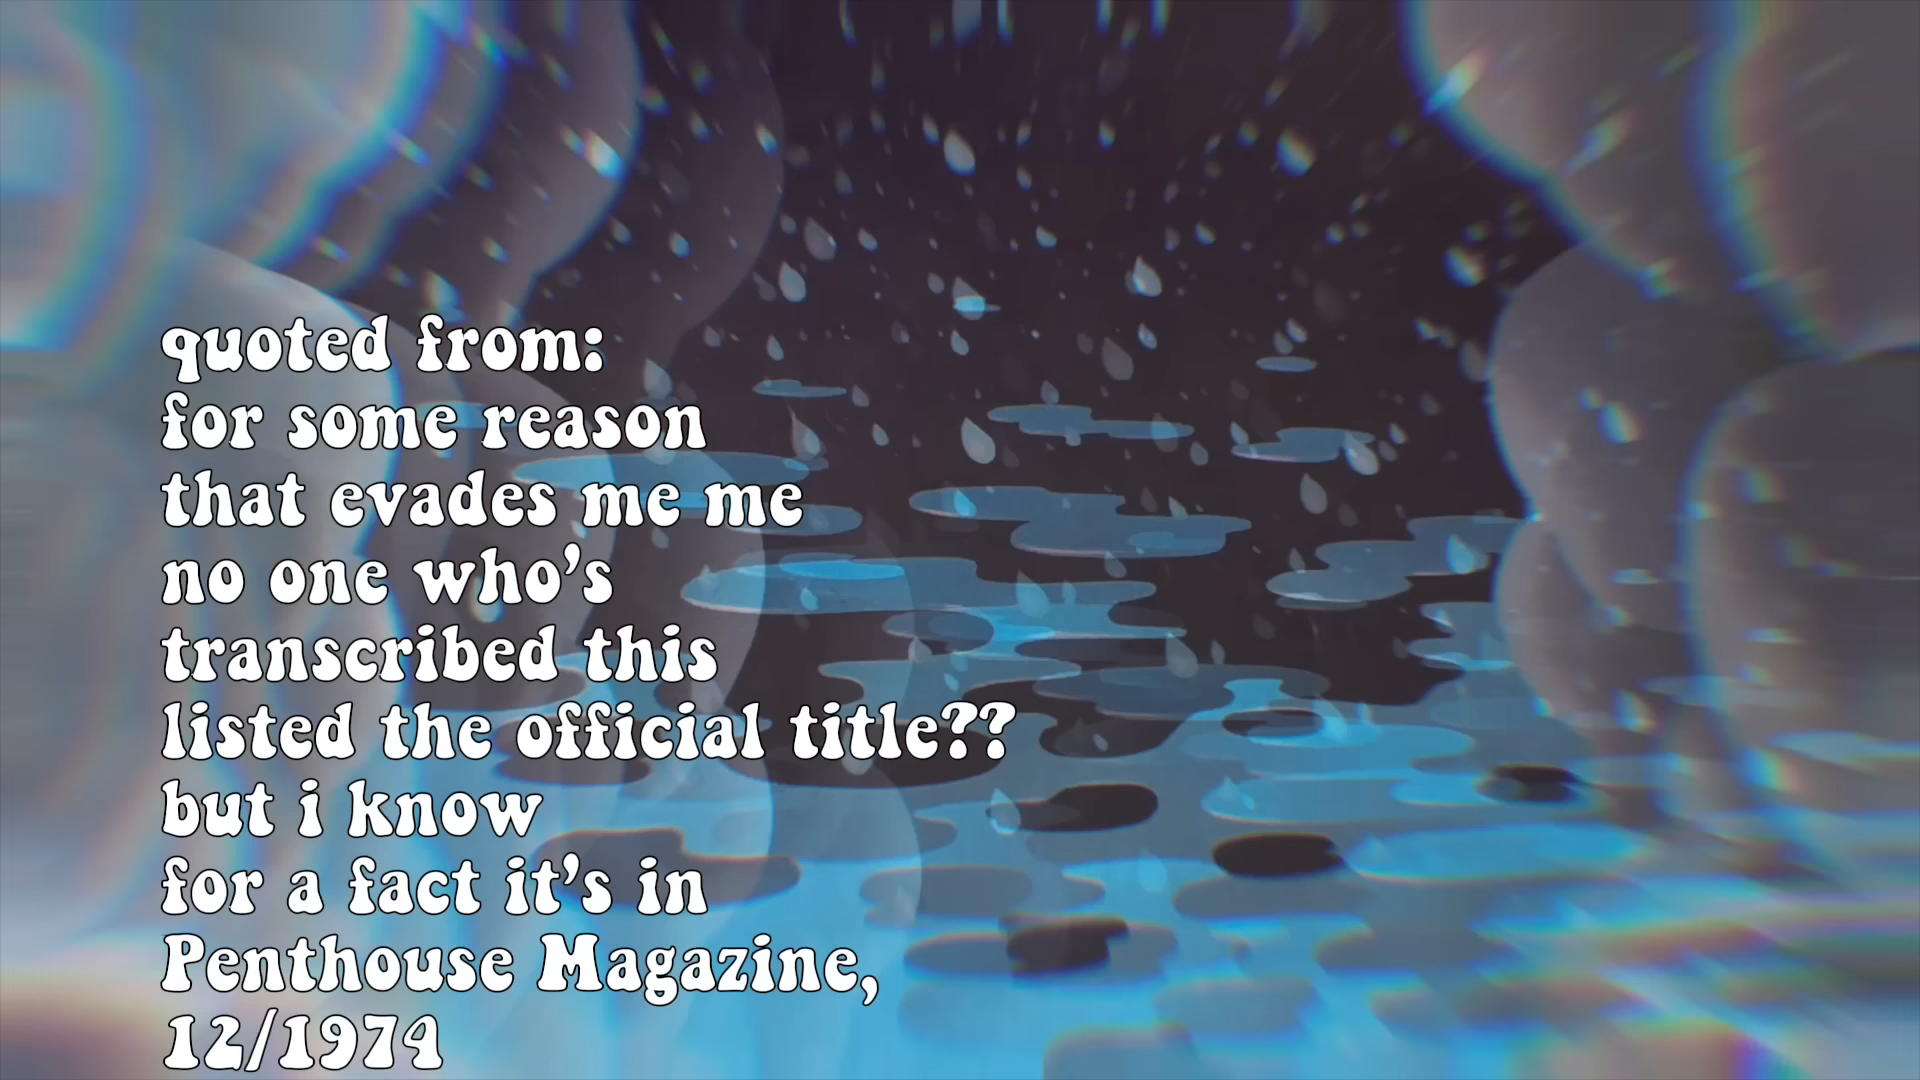 quoted from:
for some reason
that evades me me
no one who's
transcribed this
listed the official title??
but i know
for a fact it's in
Penthouse Magazine,
12/1974